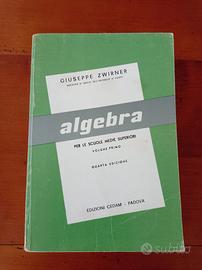 GIUSEPPE ZWIRNER
algebra
PER LE SCUOLE MEDIE SUPERIORI
VOLUME PRIMO
QUARTA EDIZIONE
EDIZIONI CEDAM - PADOVA
subito